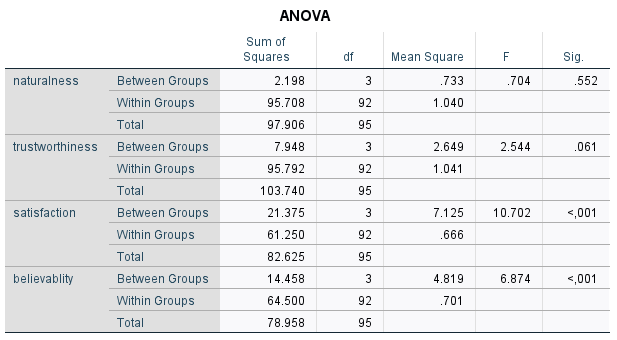 ANOVA
Sum of Squares df Mean Square F Sig.
naturalness Between Groups 2.198 3 .733 .704 .552
Within Groups 95.708 92 1.040
Total 97.906 95
trustworthiness Between Groups 7.948 3 2.649 2.544 .061
Within Groups 95.792 92 1.041
Total 103.740 95
satisfaction Between Groups 21.375 3 7.125 10.702 <,001
Within Groups 61.250 92 .666
Total 82.625 95
believablity Between Groups 14.458 3 4.819 6.874 <,001
Within Groups 64.500 92 .701
Total 78.958 95